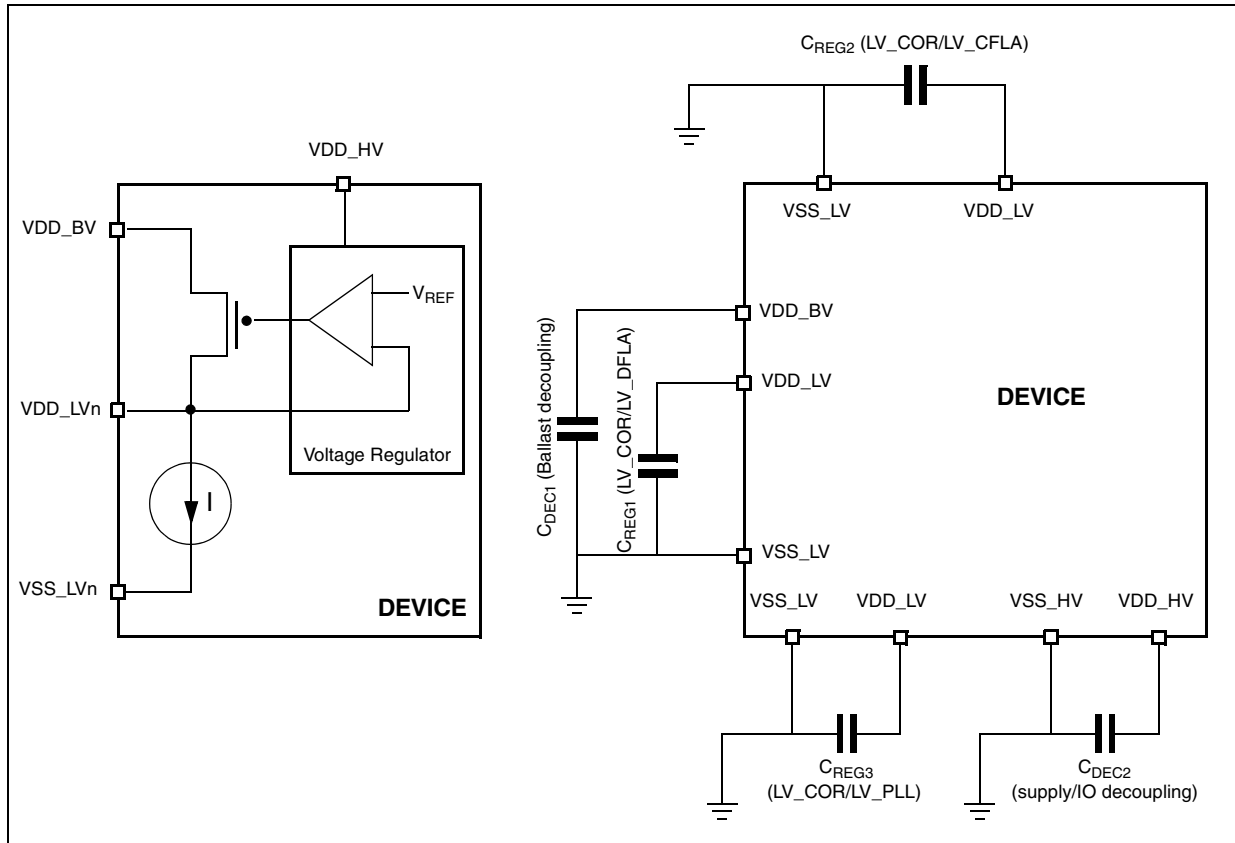 VDD_HV
VDD_BV
VREF
VDD_LVn
Voltage Regulator
I
VSS_LVn
DEVICE
CREG2 (LV_COR/LV_CFLA)
VSS_LV
VDD_LV
VDD_BV
VDD_LV
DEVICE
CDEC1 (Ballast decoupling)
CREG1 (LV_COR/LV_DFLA)
VSS_LV
VSS_LV
VDD_LV
VSS_HV
VDD_HV
CREG3
(LV_COR/LV_PLL)
CDEC2
(supply/IO decoupling)